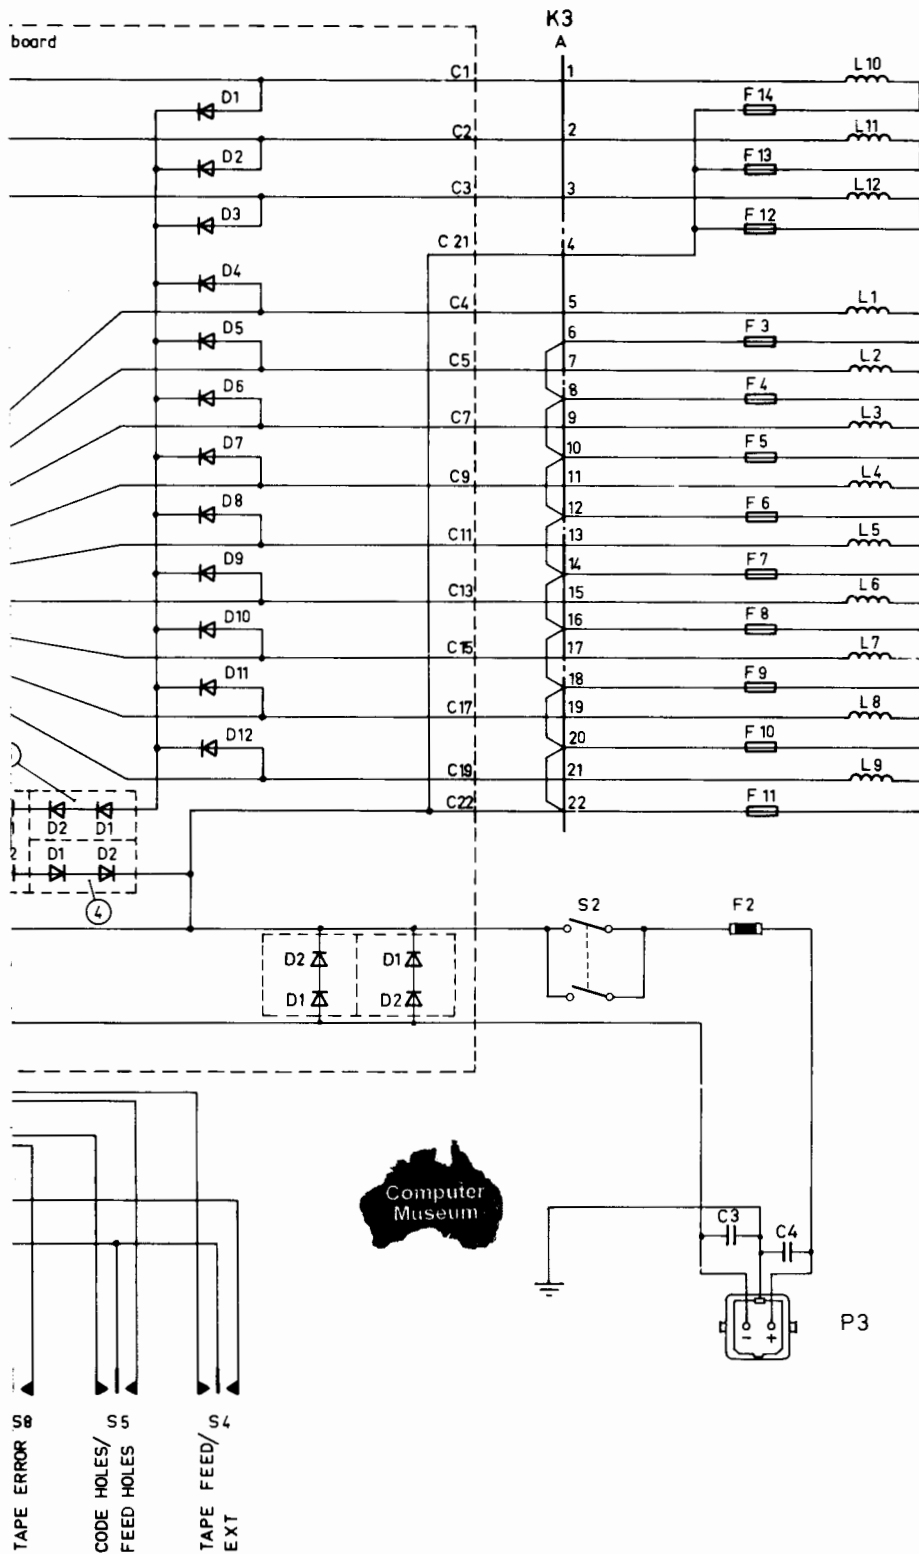 K3
A
board
C1 1 L10
D1 F14
C2 2 L11
D2 F13
C3 3 L12
D3 F12
C 21 4
D4
C4 5 L1
D5 6 F3
C5 7 L2
D6 8 F4
C7 9 L3
D7 10 F5
C9 11 L4
D8 12 F6
C11 13 L5
D9 14 F7
C13 15 L6
D10 16 F8
C15 17 L7
D11 18 F9
C17 19 L8
D12 20 F10
C19 21 L9
C22 22 F11
D2 D1
D1 D2
4
S2 F2
D2 D1
D1 D2
Computer
Museum
C3
C4
- +
P3
S8 S5 S4
TAPE ERROR
CODE HOLES/
FEED HOLES
TAPE FEED/
EXT